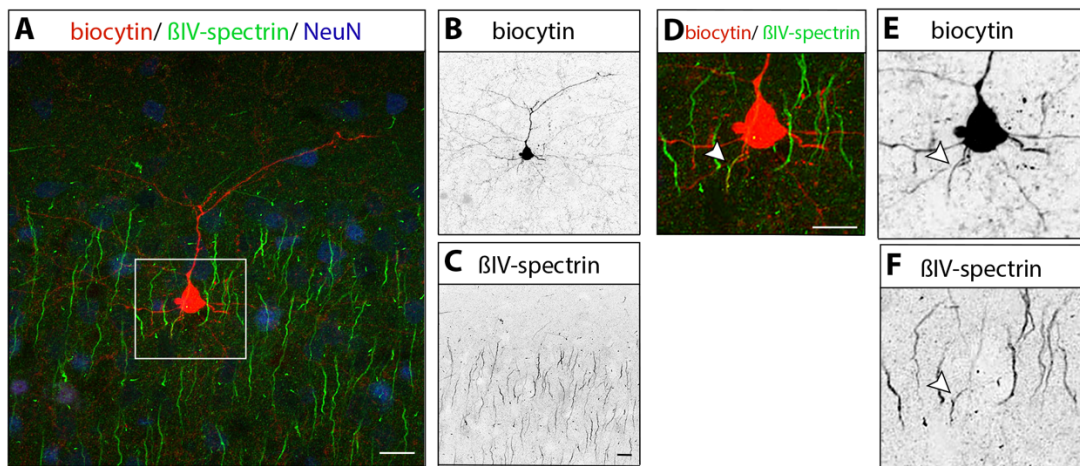 A biocytin/ ßIV-spectrin/ NeuN
B biocytin
C ßIV-spectrin
D biocytin/ ßIV-spectrin
E biocytin
F ßIV-spectrin